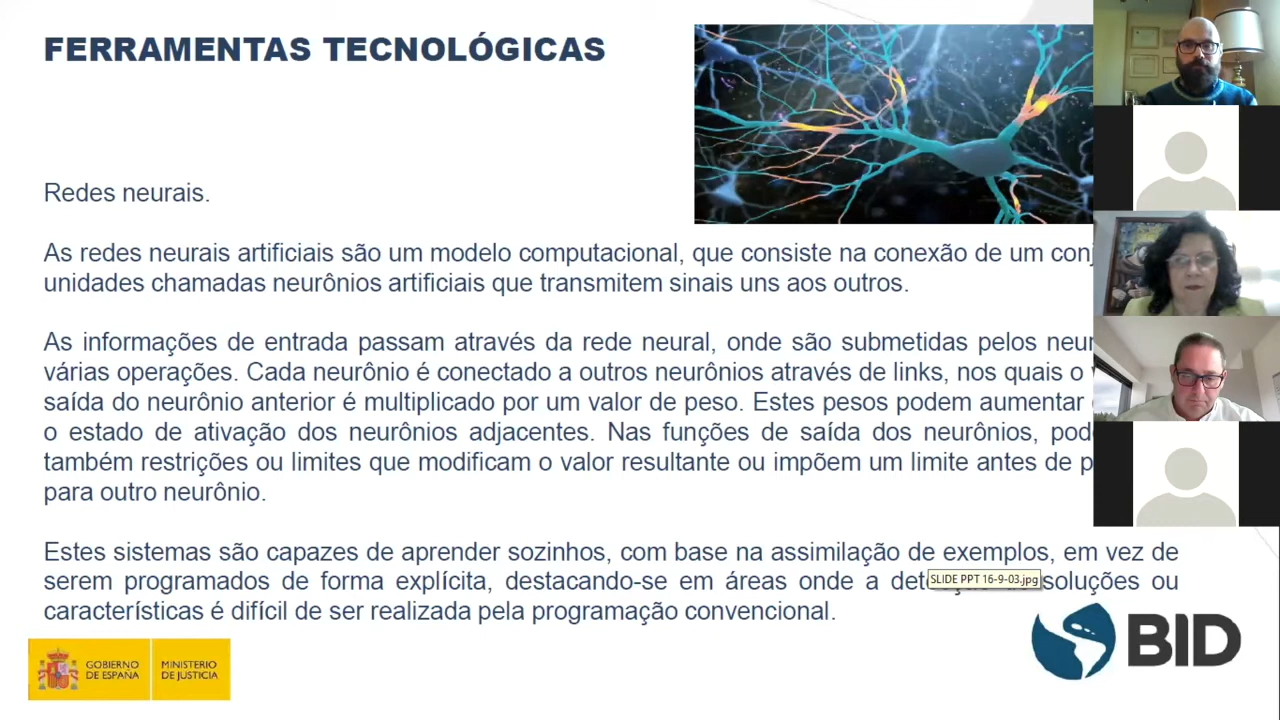 FERRAMENTAS TECNOLÓGICAS
Redes neurais.
As redes neurais artificiais são um modelo computacional, que consiste na conexão de um
unidades chamadas neurônios artificiais que transmitem sinais uns aos outros.
As informações de entrada passam através da rede neural, onde são submetidas pelos
várias operações. Cada neurônio é conectado a outros neurônios através de links, nos quais o
saída do neurônio anterior é multiplicado por um valor de peso. Estes pesos podem aumentar
o estado de ativação dos neurônios adjacentes. Nas funções de saída dos neurônios,
também restrições ou limites que modificam o valor resultante ou impõem um limite antes de
para outro neurônio.
Estes sistemas são capazes de aprender sozinhos, com base na assimilação de exemplos, em vez de
serem programados de forma explícita, destacando-se em áreas onde a soluções ou
SLIDE PPT 16-9-03.jpg
características é difícil de ser realizada pela programação convencional.
GOBIERNO
DE ESPAÑA
MINISTERIO
DE JUSTICIA
BID